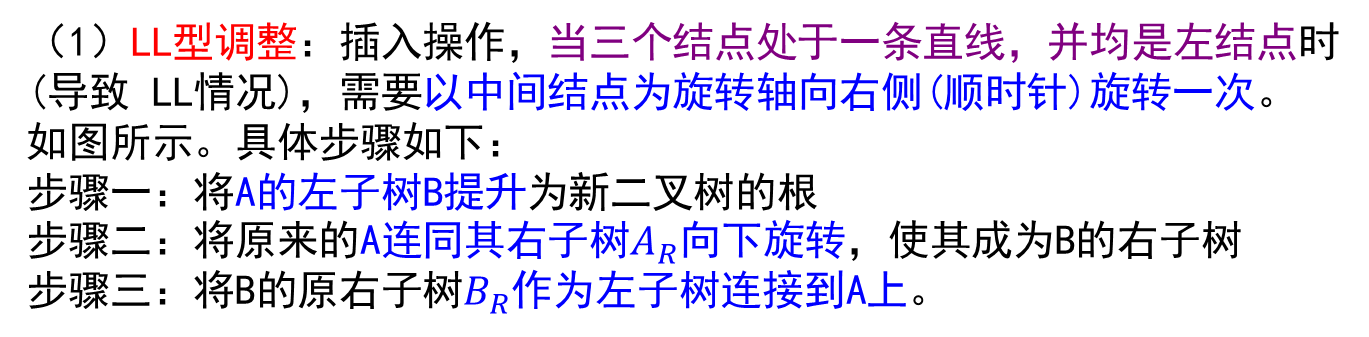 （1）LL型调整：插入操作，当三个结点处于一条直线，并均是左结点时
(导致 LL情况)，需要以中间结点为旋转轴向右侧(顺时针)旋转一次。
如图所示。具体步骤如下：
步骤一：将A的左子树B提升为新二叉树的根
步骤二：将原来的A连同其右子树A_R向下旋转，使其成为B的右子树
步骤三：将B的原右子树B_R作为左子树连接到A上。